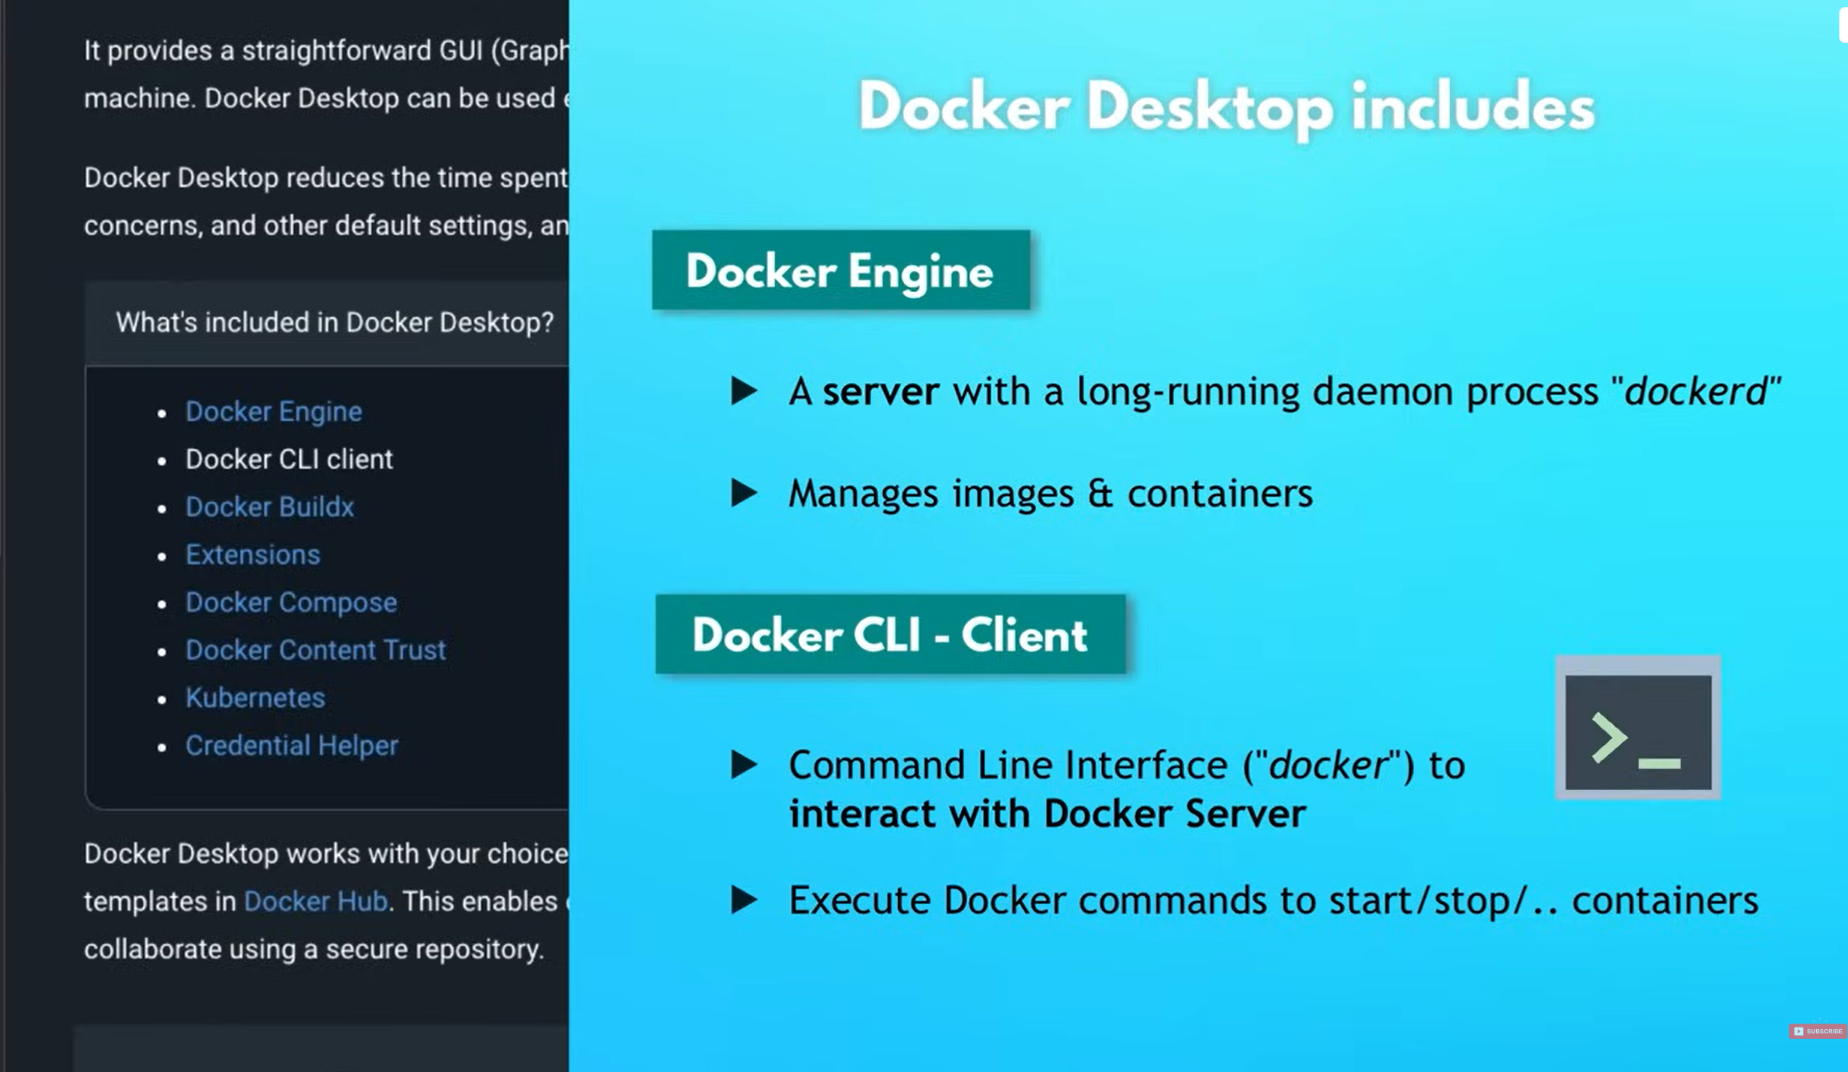 It provides a straightforward GUI (Graph
machine. Docker Desktop can be used
Docker Desktop reduces the time spent
concerns, and other default settings, an
What's included in Docker Desktop?
Docker Engine
Docker CLI client
Docker Buildx
Extensions
Docker Compose
Docker Content Trust
Kubernetes
Credential Helper
Docker Desktop works with your choice
templates in Docker Hub. This enables
collaborate using a secure repository.
Docker Desktop includes
Docker Engine
A server with a long-running daemon process "dockerd"
Manages images & containers
Docker CLI - Client
Command Line Interface ("docker") to
interact with Docker Server
>_
Execute Docker commands to start/stop/.. containers
SUBSCRIBE